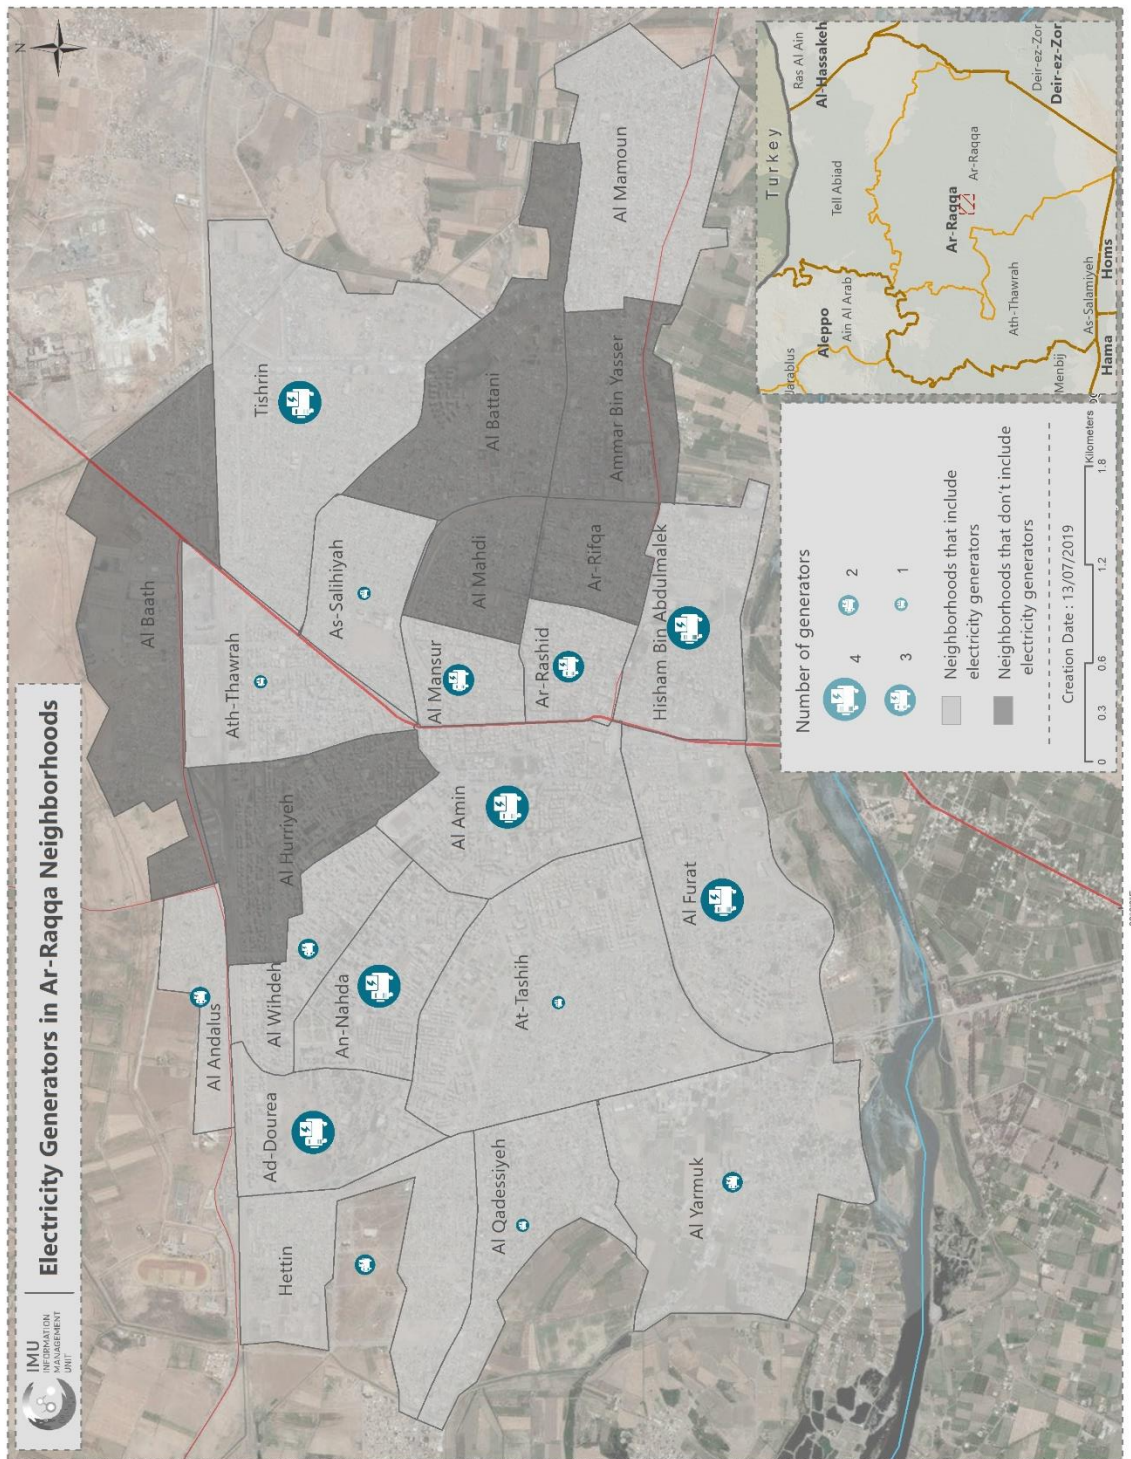 IMU
INFORMATION
MANAGEMENT
UNIT
Electricity Generators in Ar-Raqqa Neighborhoods
N
Al Andalus
Al Baath
Hettin
Ad-Dourea
Al Wihdeh
Al Hurriyeh
Ath-Thawrah
Tishrin
An-Nahda
As-Salihiyah
Al Qadessiyeh
At-Tashih
Al Amin
Al Mansur
Al Mahdi
Al Battani
Ar-Rashid
Ar-Rifqa
Ammar Bin Yasser
Al Mamoun
Al Yarmuk
Al Furat
Hisham Bin Abdulmalek
Number of generators
4
2
3
1
Neighborhoods that include
electricity generators
Neighborhoods that don't include
electricity generators
Creation Date : 13/07/2019
0 0.3 0.6 1.2 1.8
Kilometers
Turkey
Jarablus
Aleppo
Ain Al Arab
Tell Abiad
Ras Al Ain
Al-Hassakeh
Menbij
Ath-Thawrah
Ar-Raqqa
Ar-Raqqa
Deir-ez-Zor
Deir-ez-Zor
As-Salamiyeh
Hama
Homs